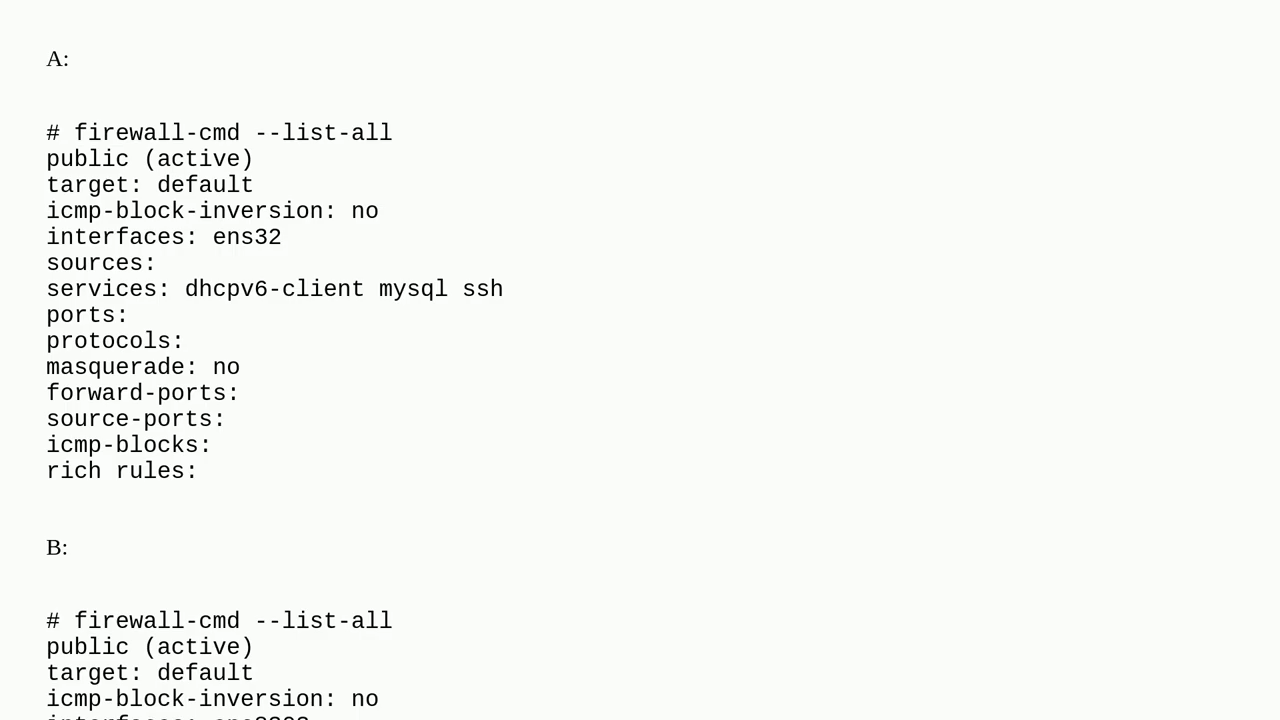 A:
# firewall-cmd --list-all
public (active)
target: default
icmp-block-inversion: no
interfaces: ens32
sources:
services: dhcpv6-client mysql ssh
ports:
protocols:
masquerade: no
forward-ports:
source-ports:
icmp-blocks:
rich rules:
B:
# firewall-cmd --list-all
public (active)
target: default
icmp-block-inversion: no
interfaces: